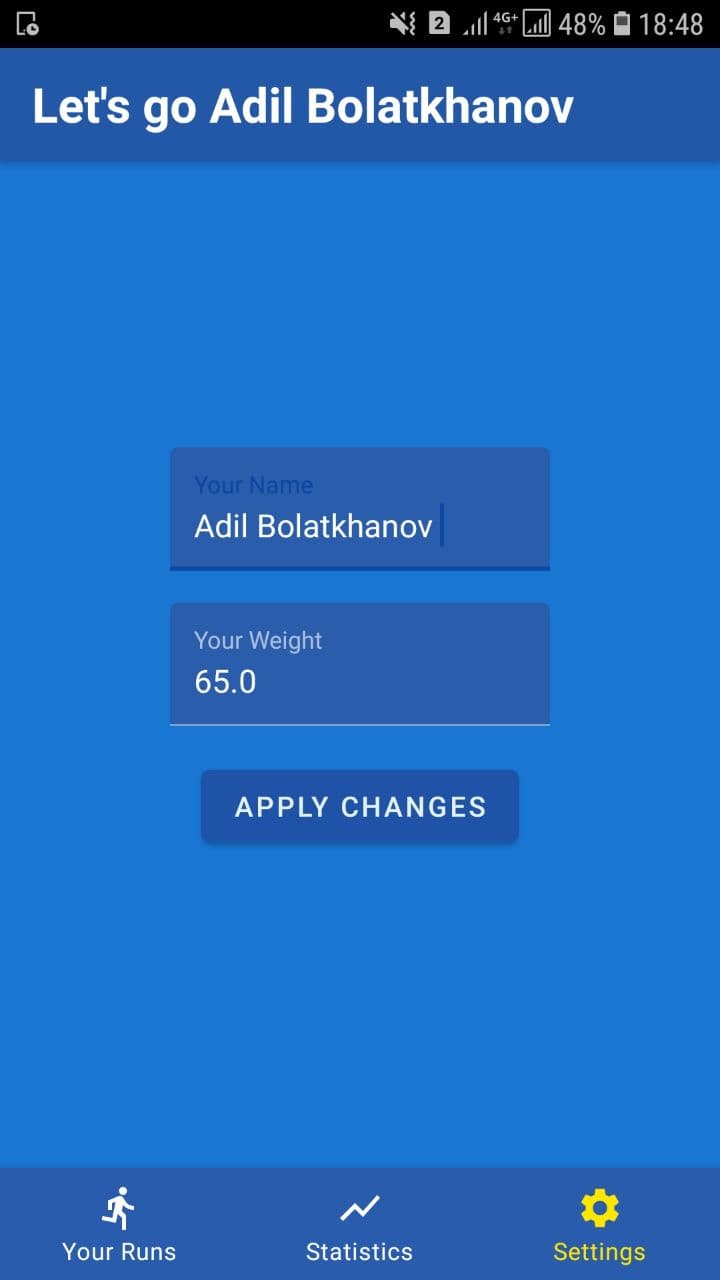 2 4G+ 48% 18:48
Let's go Adil Bolatkhanov
Your Name
Adil Bolatkhanov
Your Weight
65.0
APPLY CHANGES
Your Runs Statistics Settings